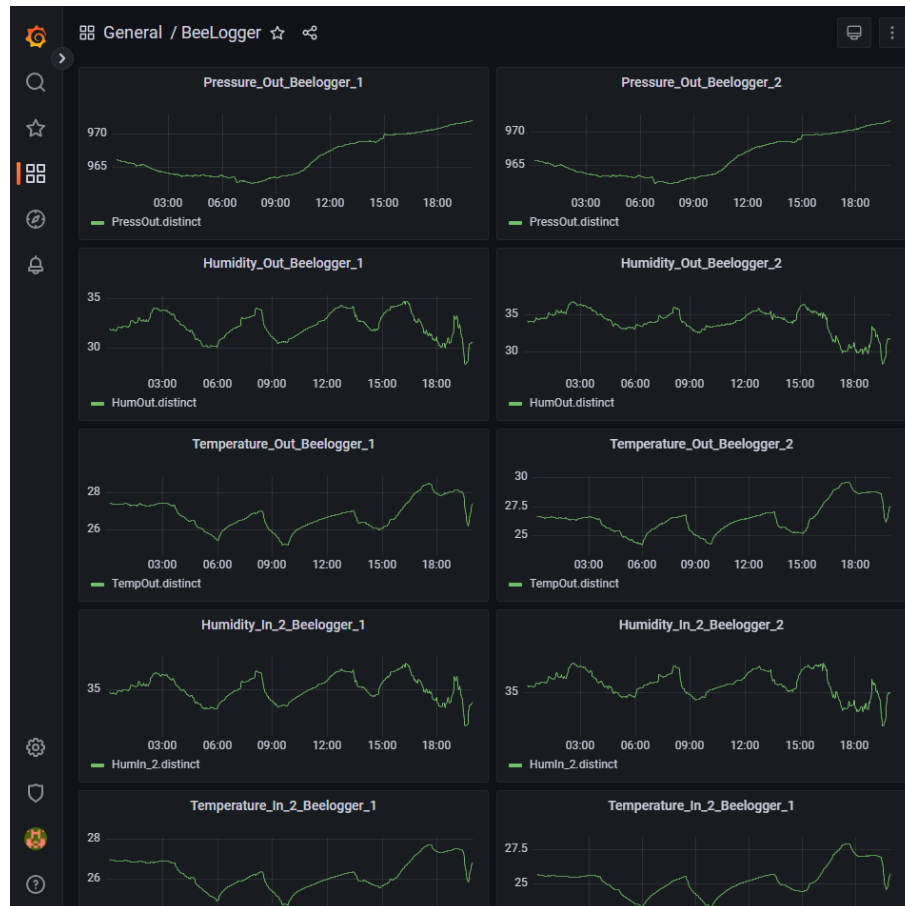 General / BeeLogger
Pressure_Out_Beelogger_1
970
965
03:00 06:00 09:00 12:00 15:00 18:00
PressOut.distinct
Pressure_Out_Beelogger_2
970
965
03:00 06:00 09:00 12:00 15:00 18:00
PressOut.distinct
Humidity_Out_Beelogger_1
35
30
03:00 06:00 09:00 12:00 15:00 18:00
HumOut.distinct
Humidity_Out_Beelogger_2
35
30
03:00 06:00 09:00 12:00 15:00 18:00
HumOut.distinct
Temperature_Out_Beelogger_1
28
26
03:00 06:00 09:00 12:00 15:00 18:00
TempOut.distinct
Temperature_Out_Beelogger_2
30
27.5
25
03:00 06:00 09:00 12:00 15:00 18:00
TempOut.distinct
Humidity_In_2_Beelogger_1
35
03:00 06:00 09:00 12:00 15:00 18:00
HumIn_2.distinct
Humidity_In_2_Beelogger_2
35
03:00 06:00 09:00 12:00 15:00 18:00
HumIn_2.distinct
Temperature_In_2_Beelogger_1
28
26
Temperature_In_2_Beelogger_1
27.5
25